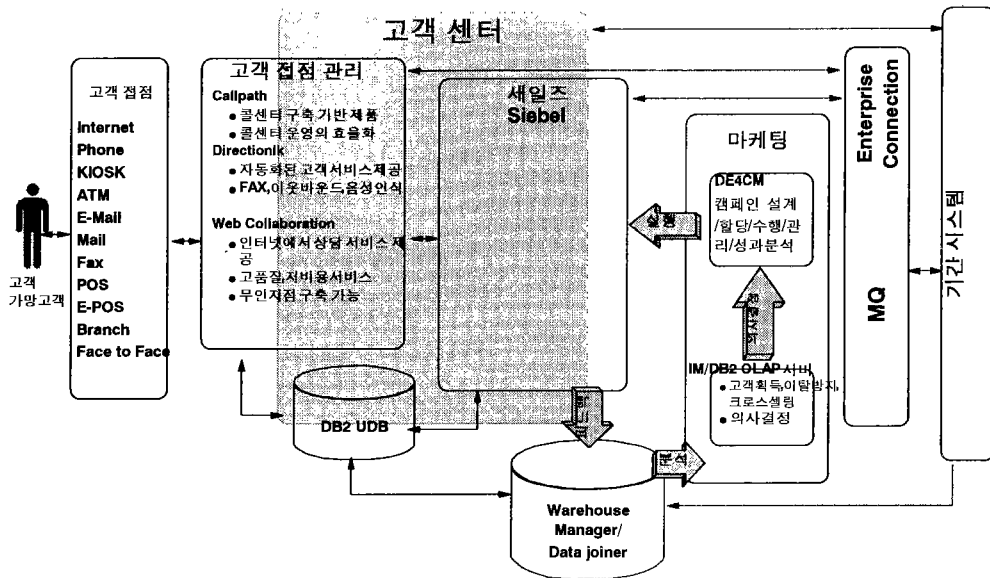 고객 센터
고객 접점
Internet
Phone
KIOSK
ATM
E-Mail
Mail
Fax
POS
E-POS
Branch
Face to Face
고객
가망고객
고객 접점 관리
Callpath
● 콜센터 구축 기반 제품
● 콜센터 운영의 효율화
Directionik
● 자동화된 고객서비스제공
● FAX,아웃바운드,음성인식
Web Collaboration
● 인터넷에서 상담 서비스 제
공
● 고품질,저비용서비스
● 무인지점 구축 가능
새일즈
Siebel
마케팅
DE4CM
캠페인 설계
/할당/수행/관
리/성과분석
실행
IM/DB2 OLAP 서버
● 고객획득,이탈방지,
크로스셀링
● 의사결정
분석
DB2 UDB
Warehouse
Manager/
Data joiner
Enterprise
Connection
MQ
기간 시스템